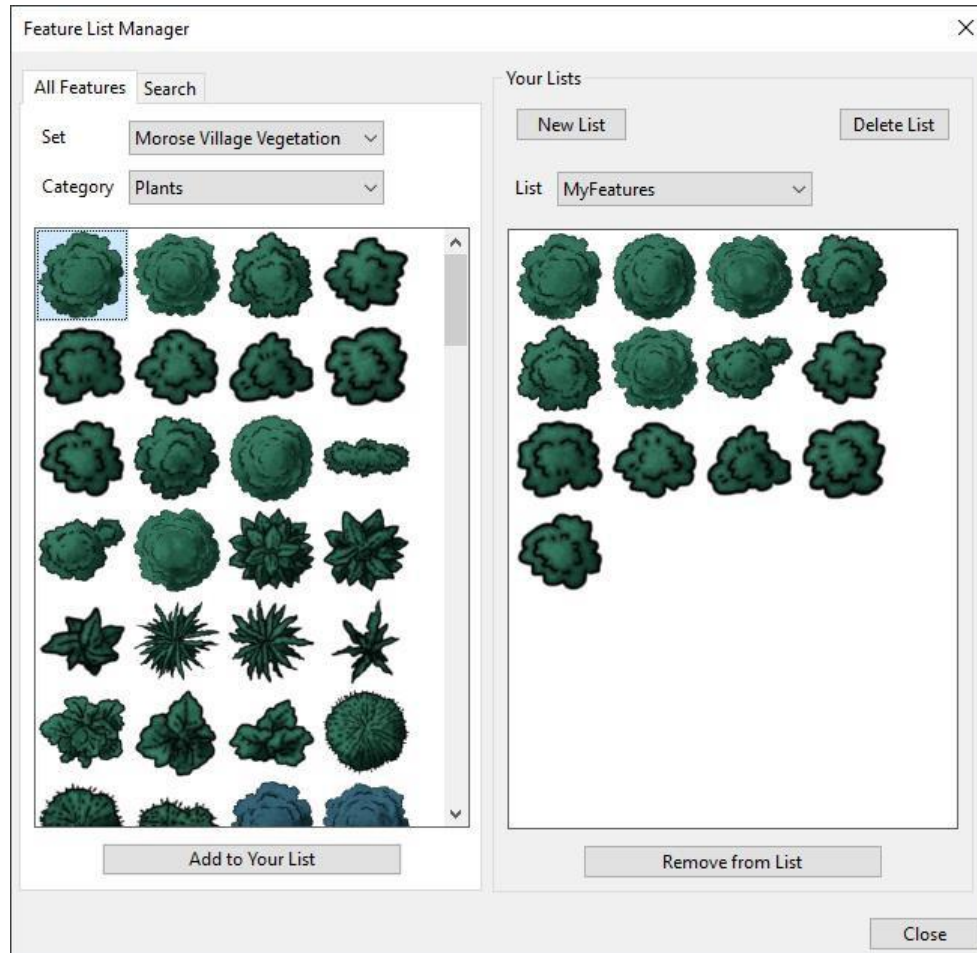 Feature List Manager
All Features
Search
Set
Morose Village Vegetation
Category
Plants
Add to Your List
Your Lists
New List
Delete List
List
MyFeatures
Remove from List
Close